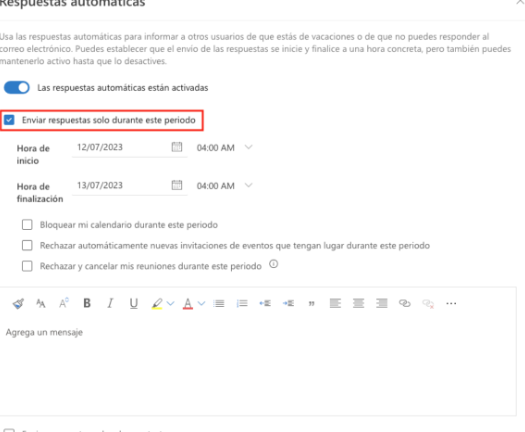 Respuestas automáticas
Usa las respuestas automáticas para informar a otros usuarios de que estás de vacaciones o de que no puedes responder al
correo electrónico. Puedes establecer que el envío de las respuestas se inicie y finalice a una hora concreta, pero también puedes
mantenerlo activo hasta que lo desactives.
Las respuestas automáticas están activadas
Enviar respuestas solo durante este periodo
Hora de inicio 12/07/2023 04:00 AM
Hora de finalización 13/07/2023 04:00 AM
Bloquear mi calendario durante este periodo
Rechazar automáticamente nuevas invitaciones de eventos que tengan lugar durante este periodo
Rechazar y cancelar mis reuniones durante este periodo
B I U A
Agrega un mensaje